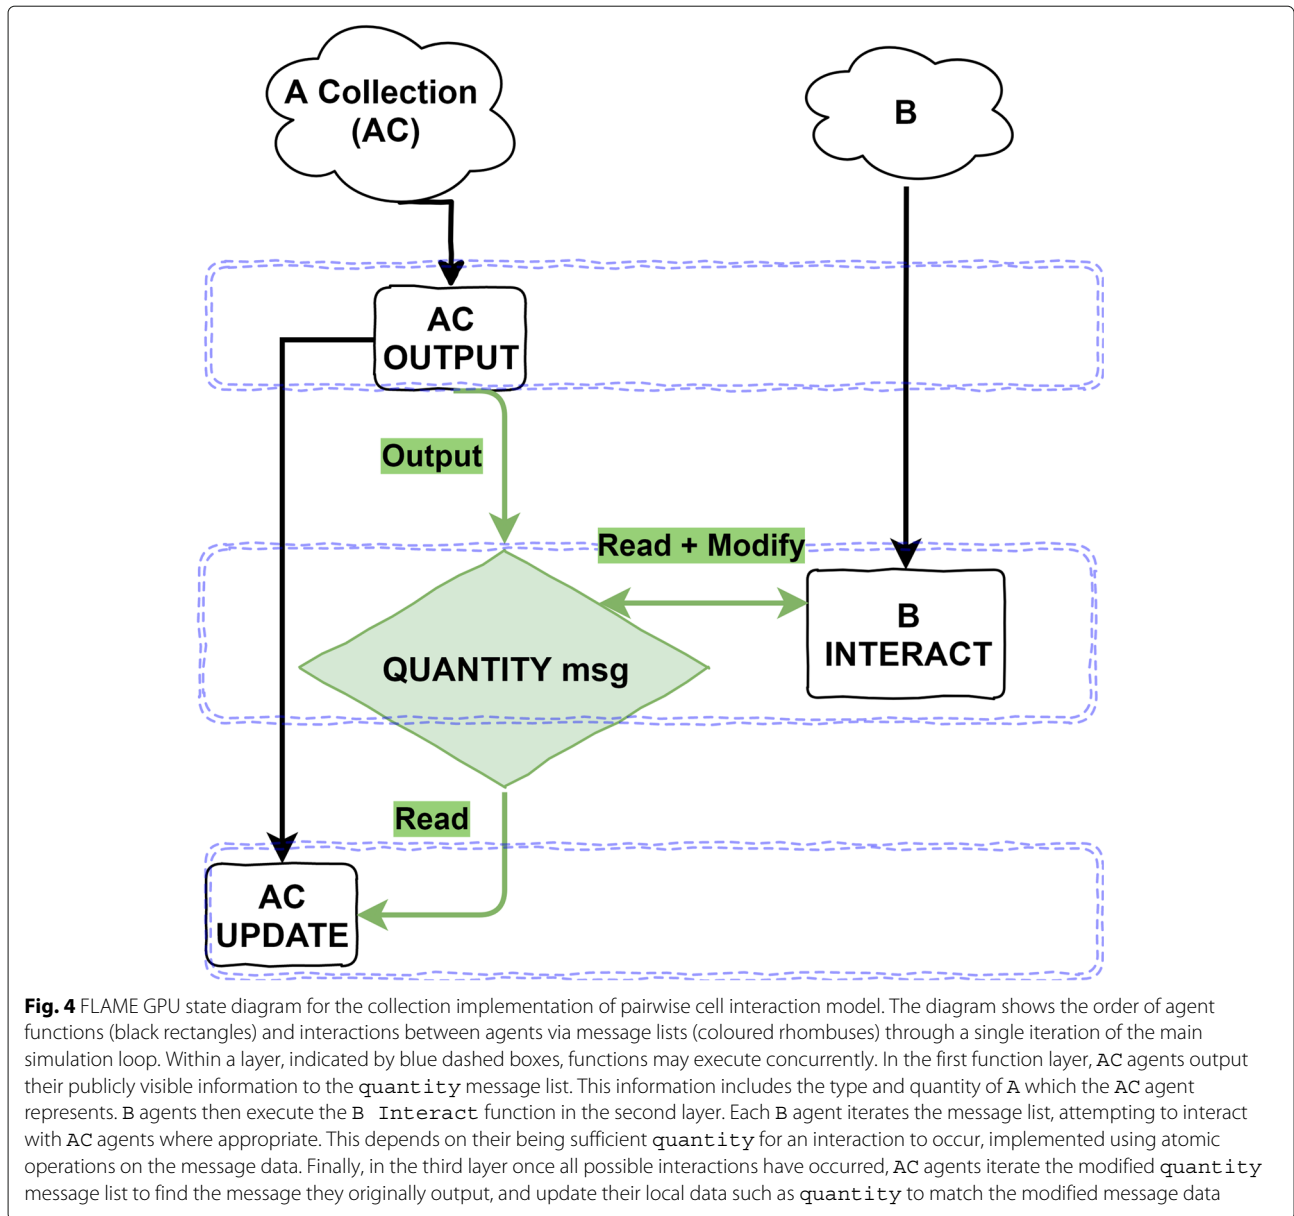 A Collection
(AC)
B
AC
OUTPUT
Output
Read + Modify
B
INTERACT
QUANTITY msg
Read
AC
UPDATE
Fig. 4 FLAME GPU state diagram for the collection implementation of pairwise cell interaction model. The diagram shows the order of agent
functions (black rectangles) and interactions between agents via message lists (coloured rhombuses) through a single iteration of the main
simulation loop. Within a layer, indicated by blue dashed boxes, functions may execute concurrently. In the first function layer, AC agents output
their publicly visible information to the quantity message list. This information includes the type and quantity of A which the AC agent
represents. B agents then execute the B Interact function in the second layer. Each B agent iterates the message list, attempting to interact
with AC agents where appropriate. This depends on their being sufficient quantity for an interaction to occur, implemented using atomic
operations on the message data. Finally, in the third layer once all possible interactions have occurred, AC agents iterate the modified quantity
message list to find the message they originally output, and update their local data such as quantity to match the modified message data